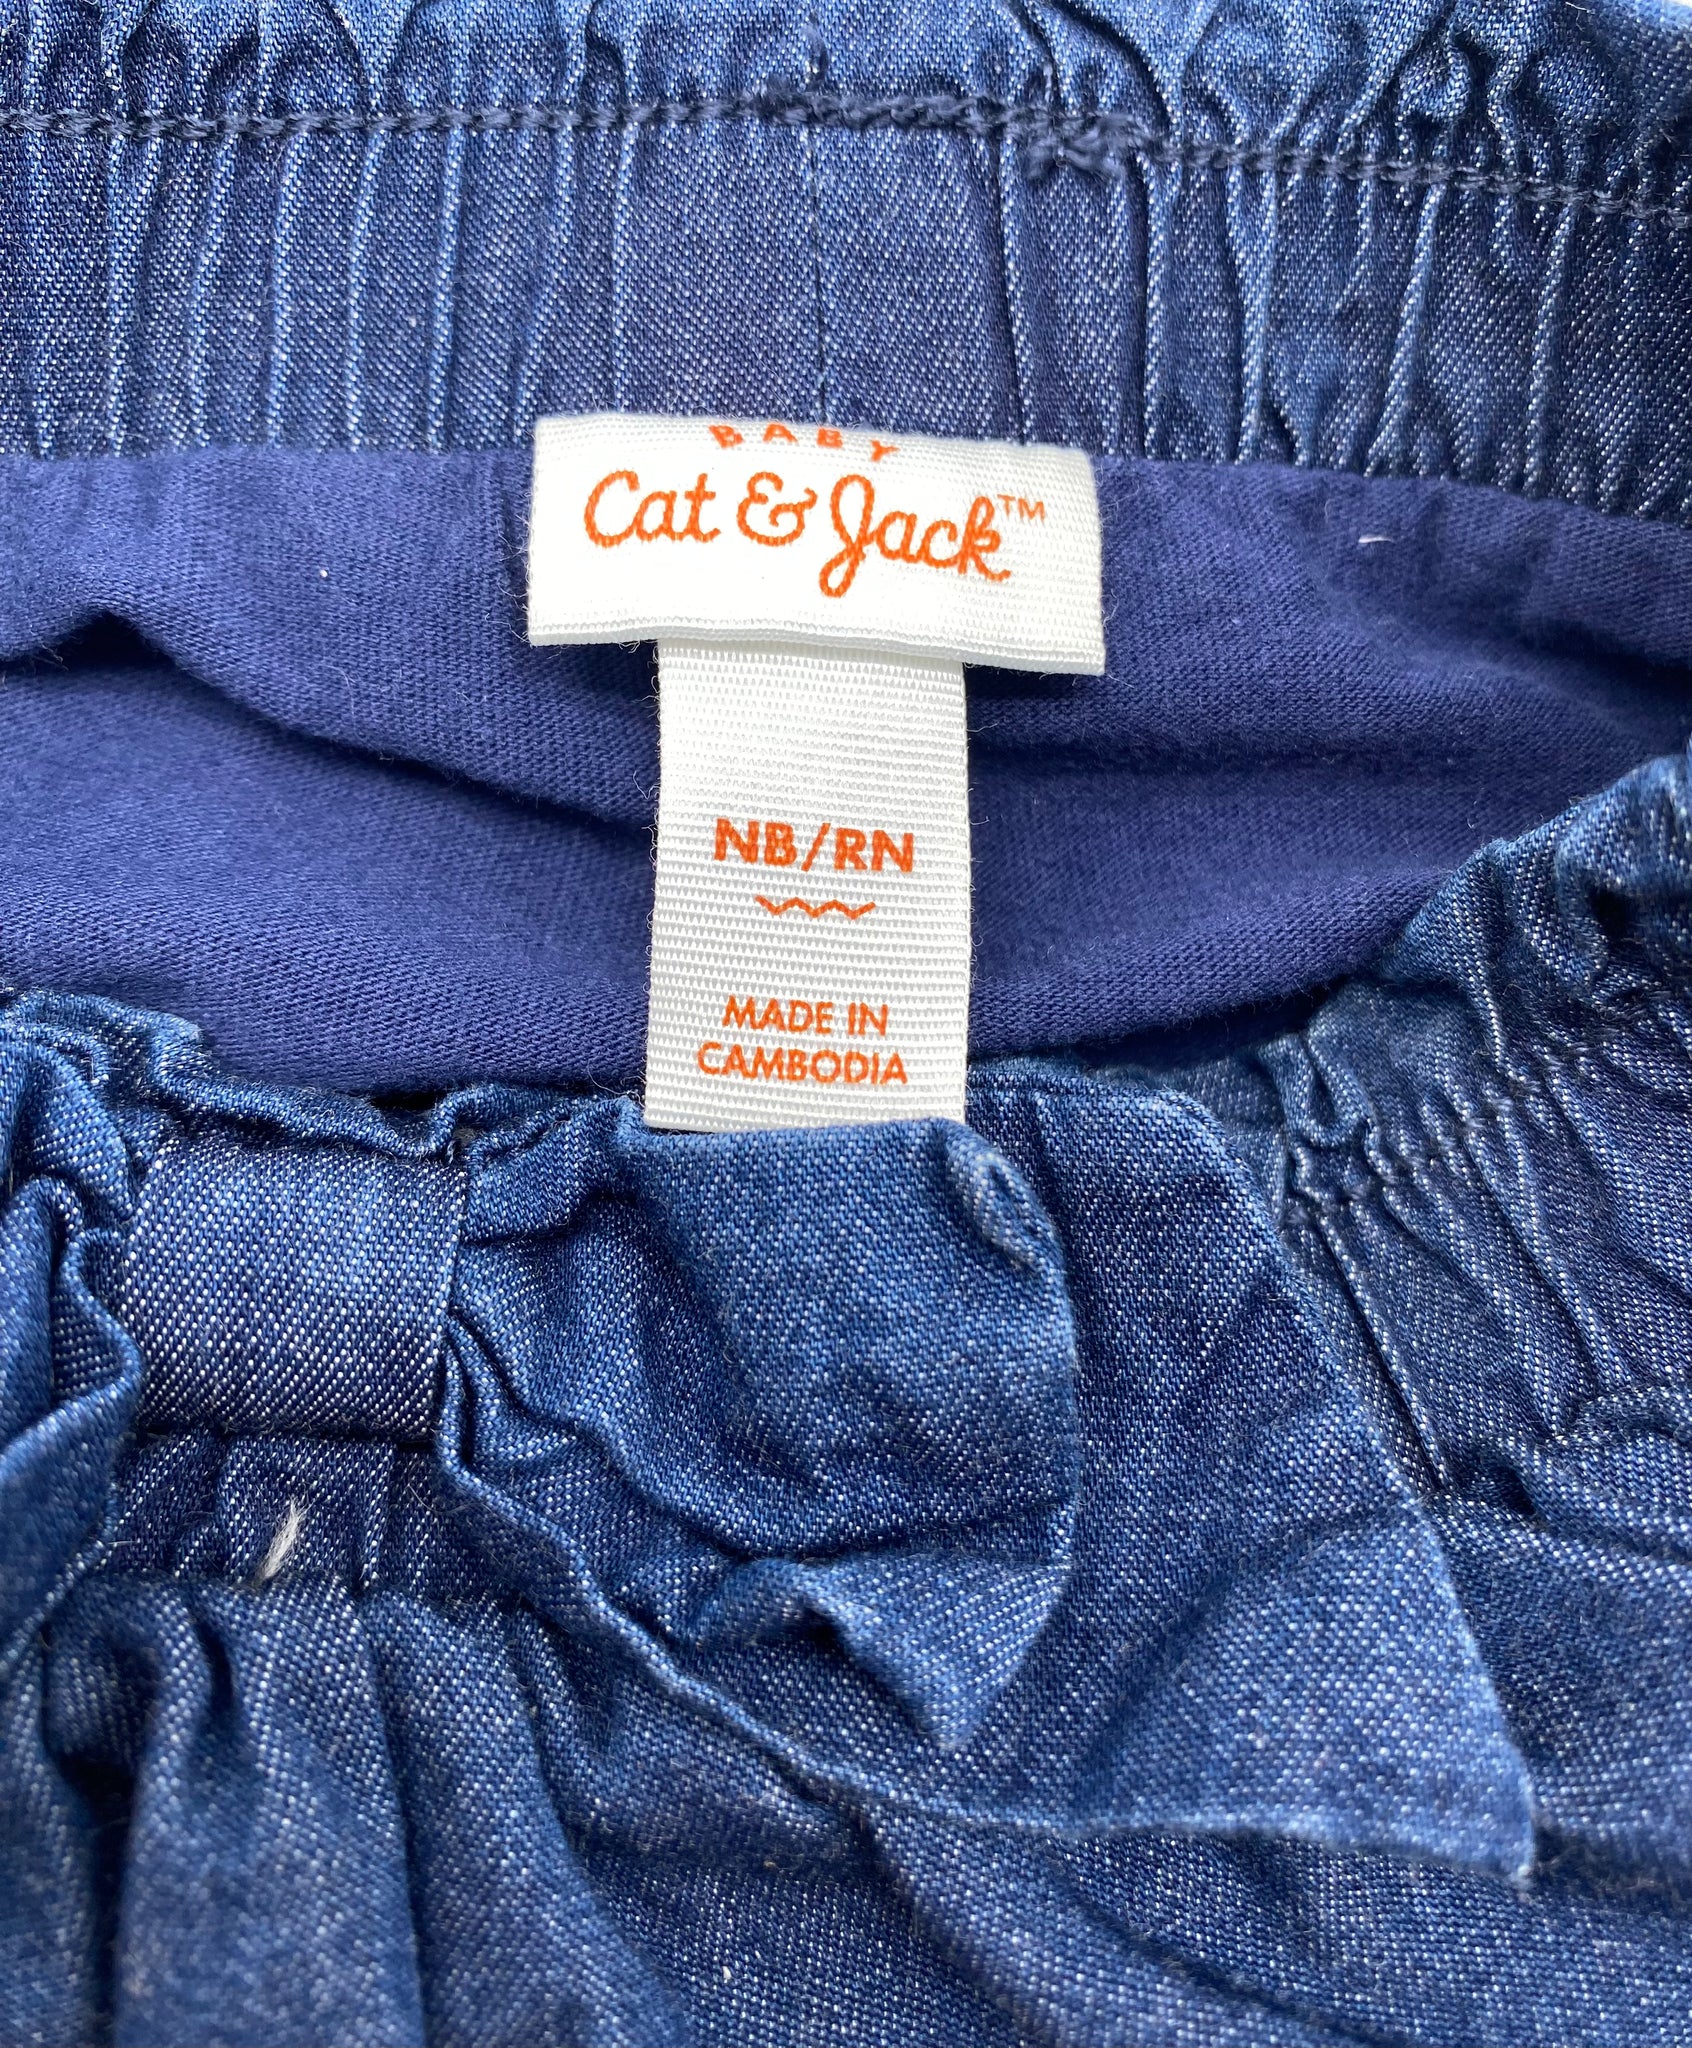 BABY
Cat & Jack™
NB/RN
MADE IN
CAMBODIA